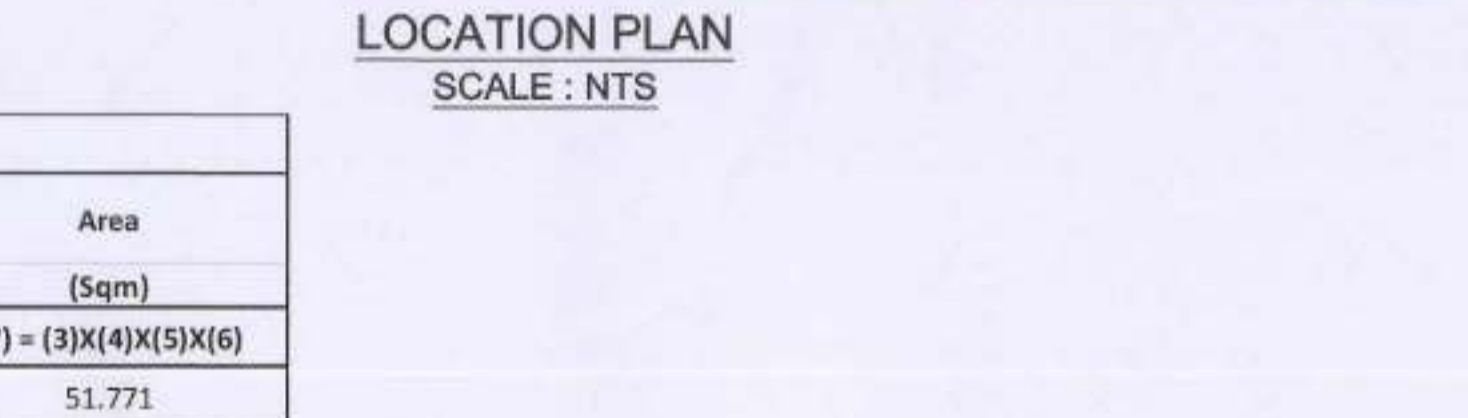 LOCATION PLAN
SCALE : NTS
Area
(Sqm)
) = (3)X(4)X(5)X(6)
51.771